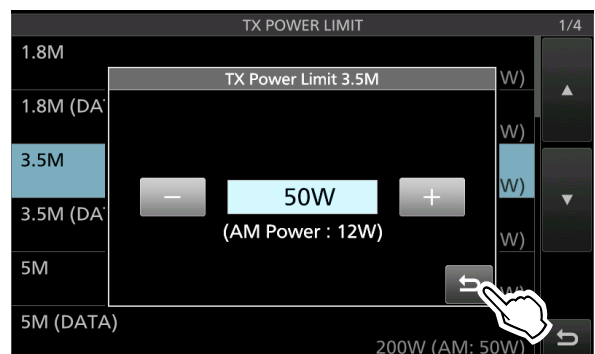 TX POWER LIMIT 1/4
1.8M
TX Power Limit 3.5M
W)
1.8M (DA
W)
3.5M
W)
− 50W +
(AM Power : 12W)
3.5M (DA
W)
5M
W)
5M (DATA)
200W (AM: 50W)